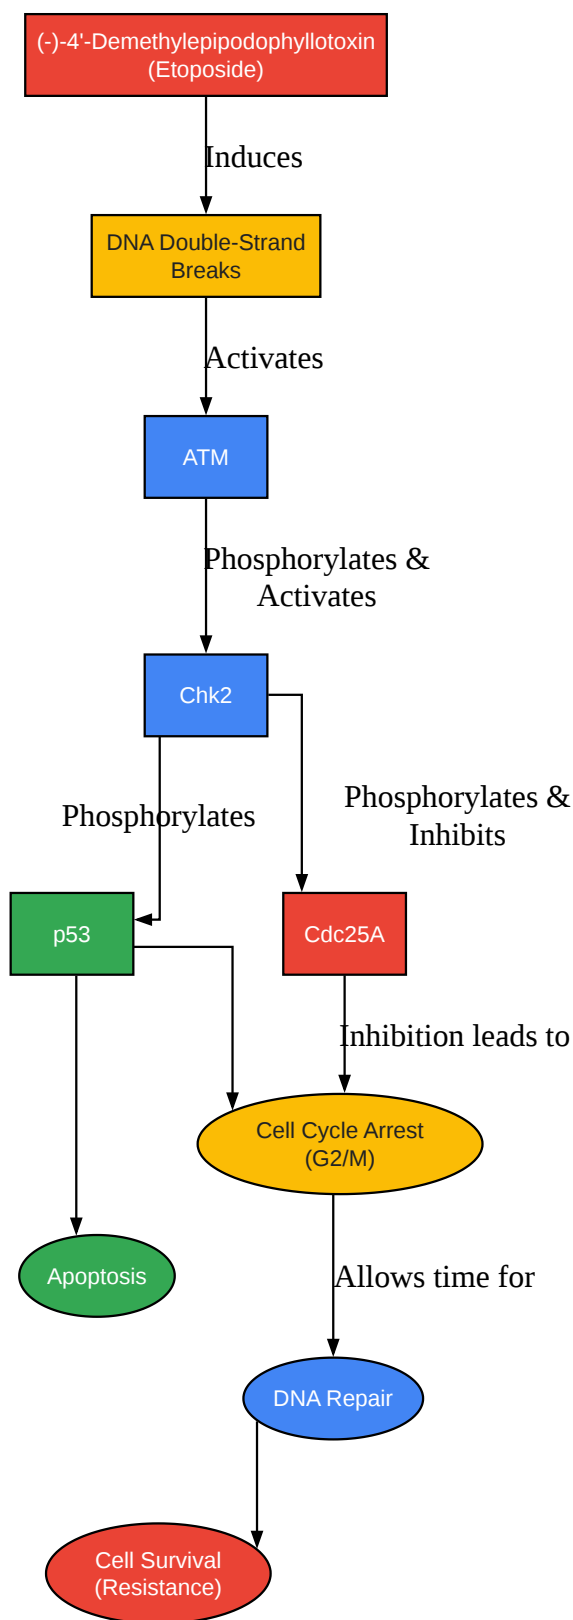 (-)-4'-Demethylepipodophyllotoxin
(Etoposide)
Induces
DNA Double-Strand
Breaks
Activates
ATM
Phosphorylates &
Activates
Chk2
Phosphorylates
Phosphorylates &
Inhibits
p53
Cdc25A
Inhibition leads to
Cell Cycle Arrest
(G2/M)
Apoptosis
Allows time for
DNA Repair
Cell Survival
(Resistance)